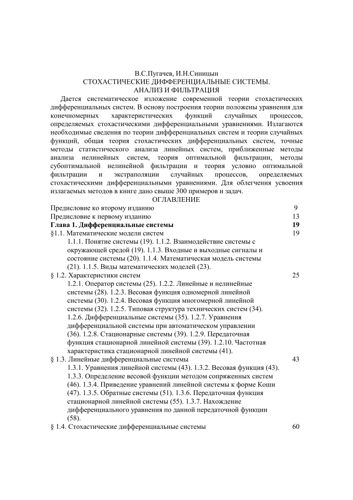 В.С.Пугачев, И.Н.Синицын
СТОХАСТИЧЕСКИЕ ДИФФЕРЕНЦИАЛЬНЫЕ СИСТЕМЫ.
АНАЛИЗ И ФИЛЬТРАЦИЯ
Дается систематическое изложение современной теории стохастических
дифференциальных систем. В основу построения теории положены уравнения для
конечномерных характеристических функций случайных процессов,
определяемых стохастическими дифференциальными уравнениями. Излагаются
необходимые сведения по теории дифференциальных систем и теории случайных
функций, общая теория стохастических дифференциальных систем, точные
методы статистического анализа линейных систем, приближенные методы
анализа нелинейных систем, теория оптимальной фильтрации, методы
субоптимальной нелинейной фильтрации и теория условно оптимальной
фильтрации и экстраполяции случайных процессов, определяемых
стохастическими дифференциальными уравнениями. Для облегчения усвоения
излагаемых методов в книге дано свыше 300 примеров и задач.
ОГЛАВЛЕНИЕ
Предисловие ко второму изданию 9
Предисловие к первому изданию 13
Глава 1. Дифференциальные системы 19
§1.1. Математические модели систем 19
1.1.1. Понятие системы (19). 1.1.2. Взаимодействие системы с
окружающей средой (19). 1.1.3. Входные и выходные сигналы и
состояние системы (20). 1.1.4. Математическая модель системы
(21). 1.1.5. Виды математических моделей (23).
§ 1.2. Характеристики систем 25
1.2.1. Оператор системы (25). 1.2.2. Линейные и нелинейные
системы (28). 1.2.3. Весовая функция одномерной линейной
системы (30). 1.2.4. Весовая функция многомерной линейной
системы (32). 1.2.5. Типовая структура технических систем (34).
1.2.6. Дифференциальные системы (35). 1.2.7. Уравнения
дифференциальной системы при автоматическом управлении
(36). 1.2.8. Стационарные системы (39). 1.2.9. Передаточная
функция стационарной линейной системы (39). 1.2.10. Частотная
характеристика стационарной линейной системы (41).
§ 1.3. Линейные дифференциальные системы 43
1.3.1. Уравнения линейной системы (43). 1.3.2. Весовая функция (43).
1.3.3. Определение весовой функции методом сопряженных систем
(46). 1.3.4. Приведение уравнений линейной системы к форме Коши
(47). 1.3.5. Обратные системы (51). 1.3.6. Передаточная функция
стационарной линейной системы (55). 1.3.7. Нахождение
дифференциального уравнения по данной передаточной функции
(58).
§ 1.4. Стохастические дифференциальные системы 60